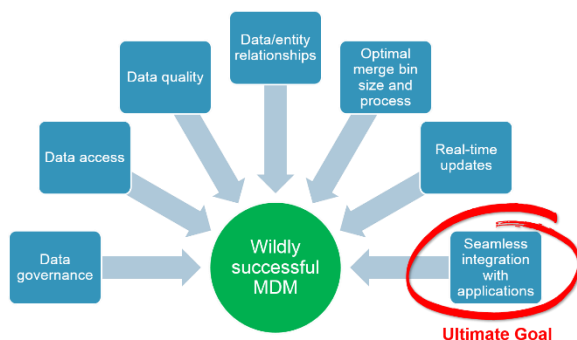 Data/entity
relationships
Optimal
merge bin
size and
process
Data quality
Data access
Real-time
updates
Data
governance
Wildly
successful
MDM
Seamless
integration
with
applications
Ultimate Goal